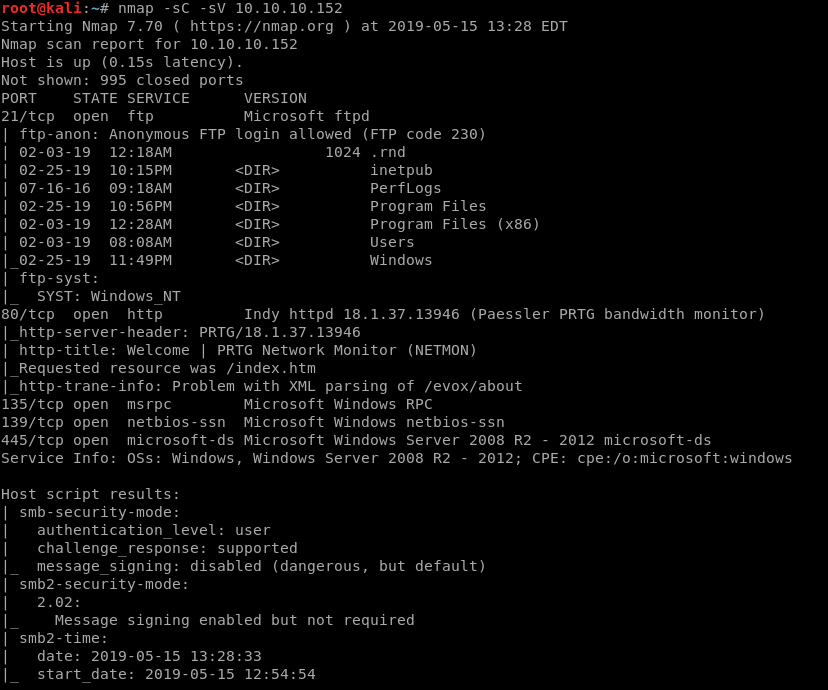 root@kali:~# nmap -sC -sV 10.10.10.152
Starting Nmap 7.70 ( https://nmap.org ) at 2019-05-15 13:28 EDT
Nmap scan report for 10.10.10.152
Host is up (0.15s latency).
Not shown: 995 closed ports
PORT    STATE SERVICE      VERSION
21/tcp  open  ftp          Microsoft ftpd
| ftp-anon: Anonymous FTP login allowed (FTP code 230)
| 02-03-19  12:18AM                 1024 .rnd
| 02-25-19  10:15PM       <DIR>          inetpub
| 07-16-16  09:18AM       <DIR>          PerfLogs
| 02-25-19  10:56PM       <DIR>          Program Files
| 02-03-19  12:28AM       <DIR>          Program Files (x86)
| 02-03-19  08:08AM       <DIR>          Users
|_02-25-19  11:49PM       <DIR>          Windows
| ftp-syst:
|_  SYST: Windows_NT
80/tcp  open  http         Indy httpd 18.1.37.13946 (Paessler PRTG bandwidth monitor)
|_http-server-header: PRTG/18.1.37.13946
| http-title: Welcome | PRTG Network Monitor (NETMON)
|_Requested resource was /index.htm
|_http-trane-info: Problem with XML parsing of /evox/about
135/tcp open  msrpc        Microsoft Windows RPC
139/tcp open  netbios-ssn  Microsoft Windows netbios-ssn
445/tcp open  microsoft-ds Microsoft Windows Server 2008 R2 - 2012 microsoft-ds
Service Info: OSs: Windows, Windows Server 2008 R2 - 2012; CPE: cpe:/o:microsoft:windows

Host script results:
| smb-security-mode:
|   authentication_level: user
|   challenge_response: supported
|_  message_signing: disabled (dangerous, but default)
| smb2-security-mode:
|   2.02:
|_    Message signing enabled but not required
| smb2-time:
|   date: 2019-05-15 13:28:33
|_  start_date: 2019-05-15 12:54:54